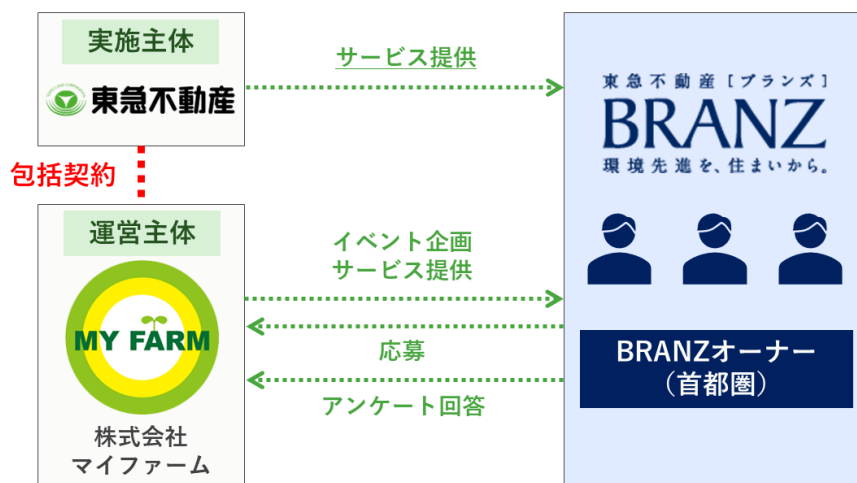 実施主体
東急不動産
包括契約
運営主体
MY FARM
株式会社
マイファーム
サービス提供
イベント企画
サービス提供
応募
アンケート回答
東急不動産[ブランズ]
BRANZ
環境先進を、住まいから。
BRANZオーナー
（首都圏）